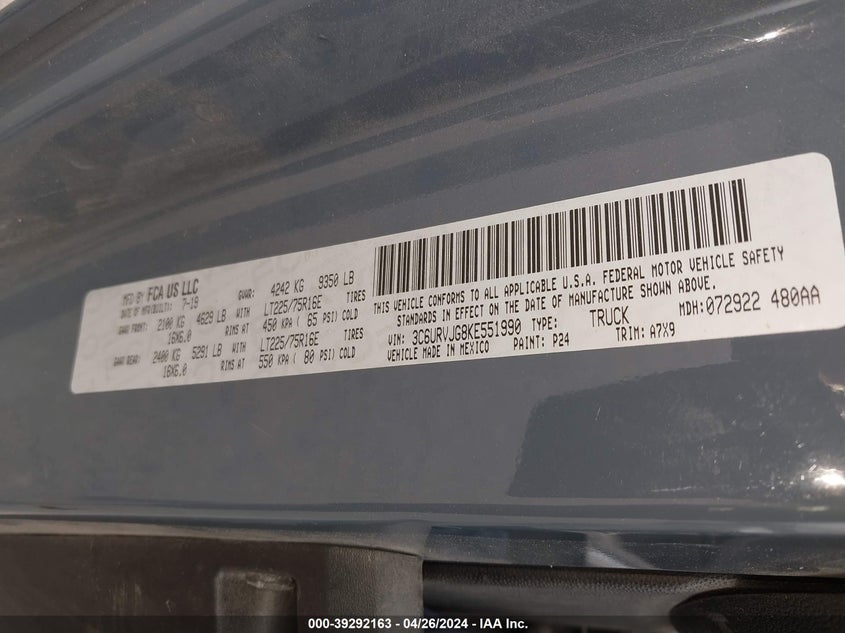 MFD BY FCA US LLC
DATE OF MFR/BUILT: 7-19 GVWR: 4242 KG 9350 LB
GAWR FRONT: 2100 KG 4629 LB WITH LT225/75R16E TIRES
16X6.0 RIMS AT 450 KPA ( 65 PSI) COLD
GAWR REAR: 2400 KG 5291 LB WITH LT225/75R16E TIRES
16X6.0 RIMS AT 550 KPA ( 80 PSI) COLD
THIS VEHICLE CONFORMS TO ALL APPLICABLE U.S.A. FEDERAL MOTOR VEHICLE SAFETY
STANDARDS IN EFFECT ON THE DATE OF MANUFACTURE SHOWN ABOVE.
VIN: 3C6URVJG8KE551990 TYPE: TRUCK MDH: 072922 480AA
VEHICLE MADE IN MEXICO PAINT: P24 TRIM: A7X9
000-39292163 - 04/26/2024 - IAA Inc.